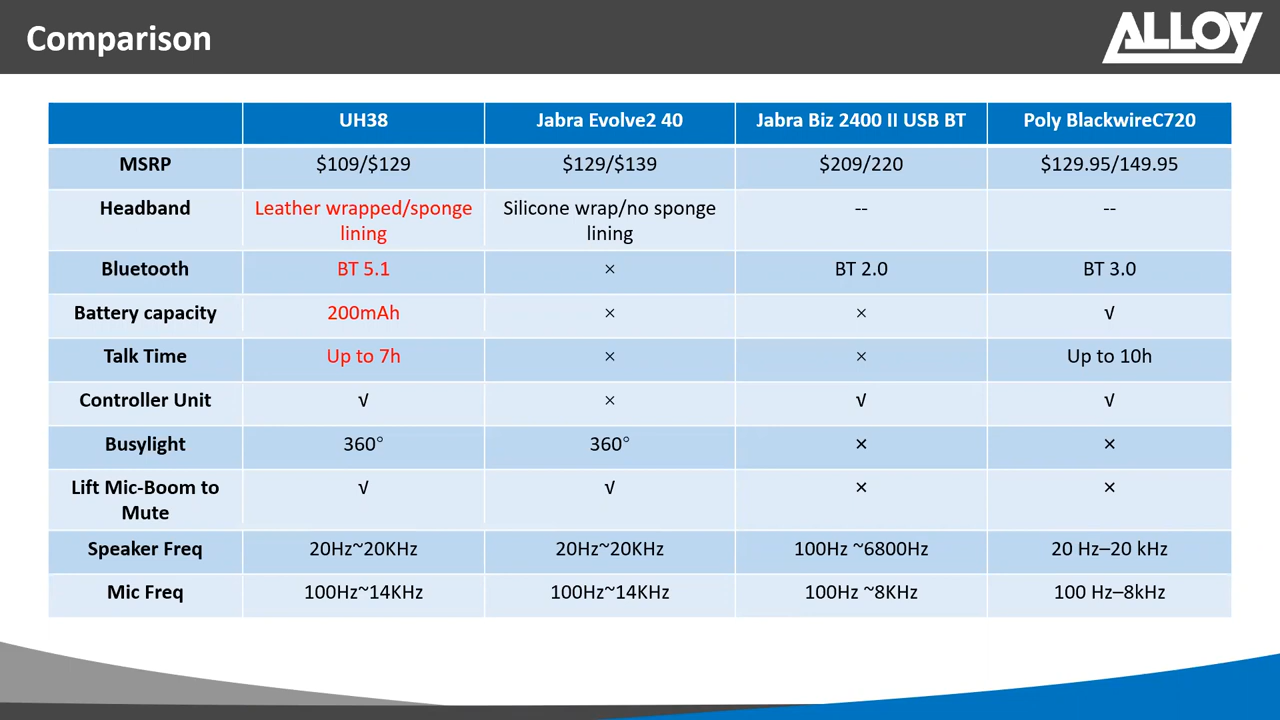 Comparison
ALLOY
UH38 Jabra Evolve2 40 Jabra Biz 2400 II USB BT Poly BlackwireC720
MSRP $109/$129 $129/$139 $209/220 $129.95/149.95
Headband Leather wrapped/sponge lining Silicone wrap/no sponge lining -- --
Bluetooth BT 5.1 × BT 2.0 BT 3.0
Battery capacity 200mAh × × √
Talk Time Up to 7h × × Up to 10h
Controller Unit √ × √ √
Busylight 360° 360° × ×
Lift Mic-Boom to Mute √ √ × ×
Speaker Freq 20Hz~20KHz 20Hz~20KHz 100Hz ~6800Hz 20 Hz–20 kHz
Mic Freq 100Hz~14KHz 100Hz~14KHz 100Hz ~8KHz 100 Hz–8kHz